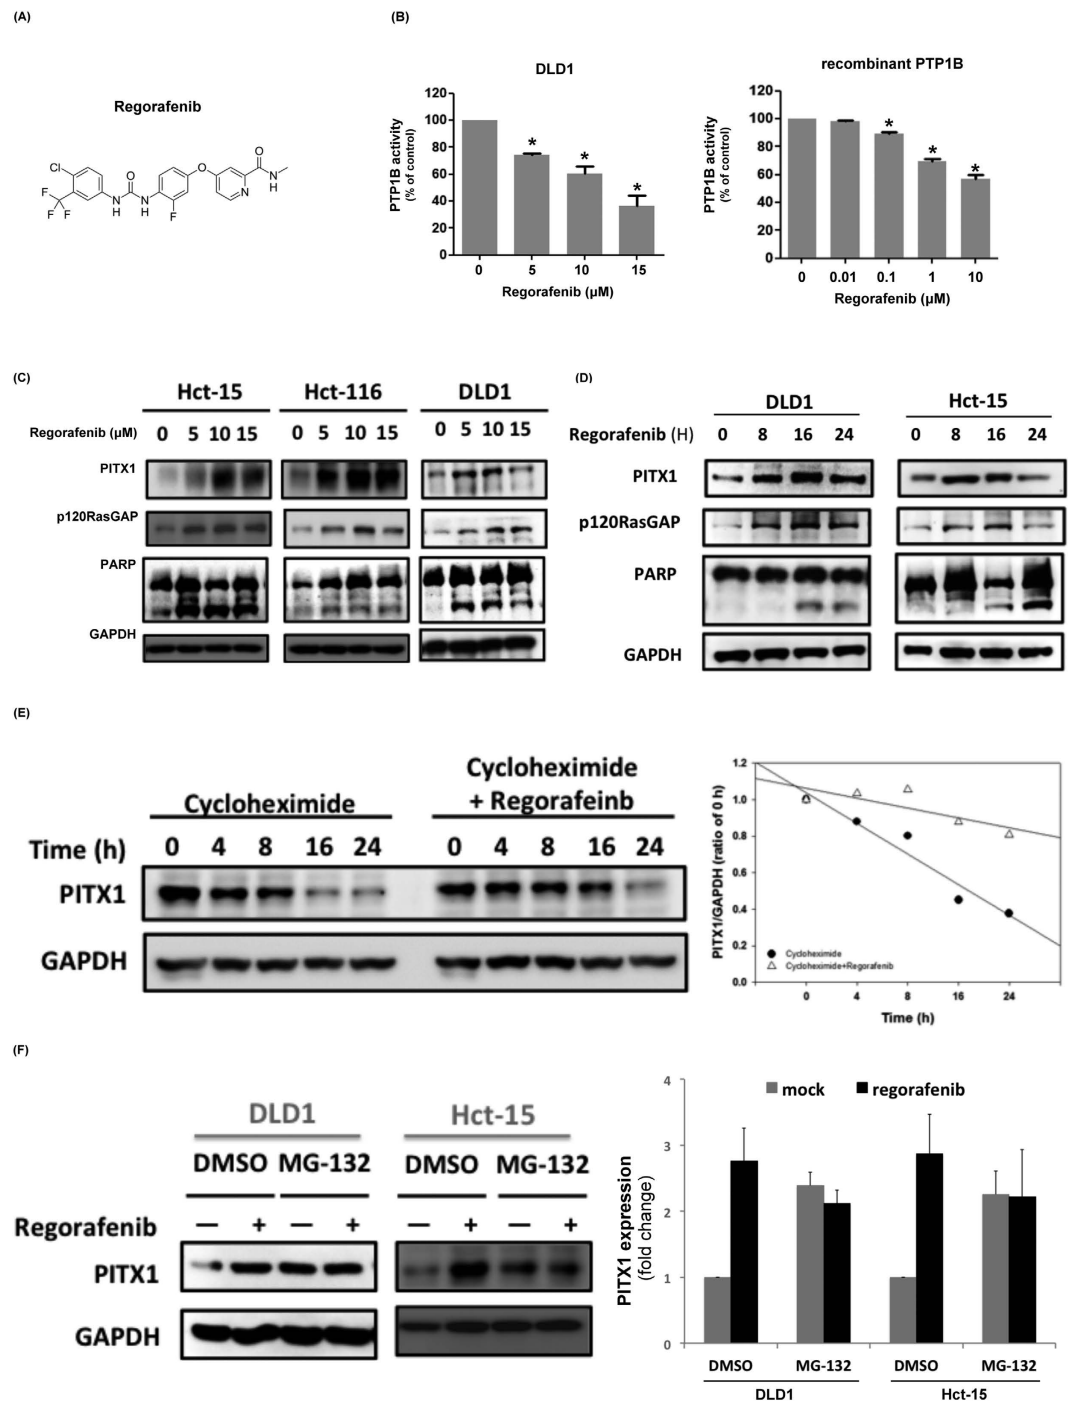 (A)
Regorafenib
Cl
F
F
F
O
N
H
N
H
F
O
N
O
N
H
(B)
DLD1
PTP1B activity
(% of control)
120
100
80
60
40
20
0
*
*
*
0 5 10 15
Regorafenib (µM)
recombinant PTP1B
PTP1B activity
(% of control)
120
100
80
60
40
20
0
*
*
*
0 0.01 0.1 1 10
Regorafenib (µM)
(C)
Hct-15 Hct-116 DLD1
Regorafenib (µM) 0 5 10 15 0 5 10 15 0 5 10 15
PITX1
p120RasGAP
PARP
GAPDH
(D)
DLD1 Hct-15
Regorafenib (H) 0 8 16 24 0 8 16 24
PITX1
p120RasGAP
PARP
GAPDH
(E)
Cycloheximide
Cycloheximide
+ Regorafeinb
Time (h) 0 4 8 16 24 0 4 8 16 24
PITX1
GAPDH
PITX1/GAPDH (ratio of 0 h)
1.2
1.0
0.8
0.6
0.4
0.2
0.0
Cycloheximide
Cycloheximide+Regorafenib
0 4 8 16 24
Time (h)
(F)
DLD1 Hct-15
DMSO MG-132 DMSO MG-132
Regorafenib — + — + — + — +
PITX1
GAPDH
PITX1 expression
(fold change)
4
3
2
1
0
mock regorafenib
DMSO MG-132 DMSO MG-132
DLD1 Hct-15